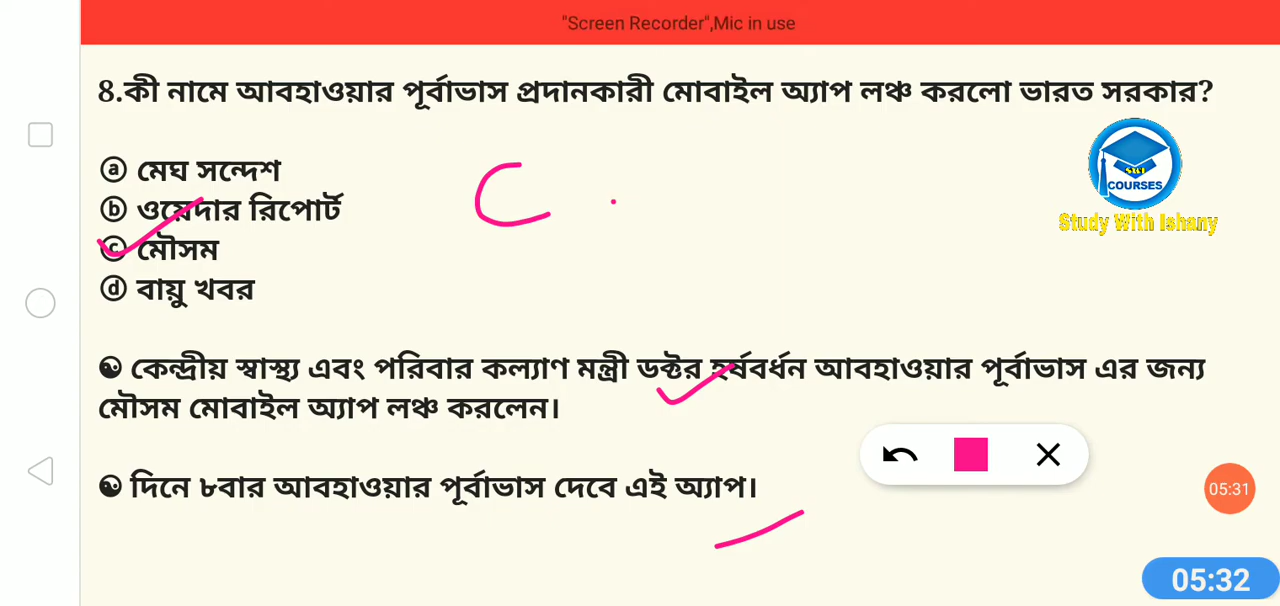 "Screen Recorder",Mic in use
8.কী নামে আবহাওয়ার পূর্বাভাস প্রদানকারী মোবাইল অ্যাপ লঞ্চ করলো ভারত সরকার?
ⓐ মেঘ সন্দেশ
ⓑ ওয়েদার রিপোর্ট
ⓒ মৌসম
ⓓ বায়ু খবর
C
SWI
COURSES
Study With Ishany
☯ কেন্দ্রীয় স্বাস্থ্য এবং পরিবার কল্যাণ মন্ত্রী ডক্টর হর্ষবর্ধন আবহাওয়ার পূর্বাভাস এর জন্য
মৌসম মোবাইল অ্যাপ লঞ্চ করলেন।
☯ দিনে ৮বার আবহাওয়ার পূর্বাভাস দেবে এই অ্যাপ।
05:31
05:32